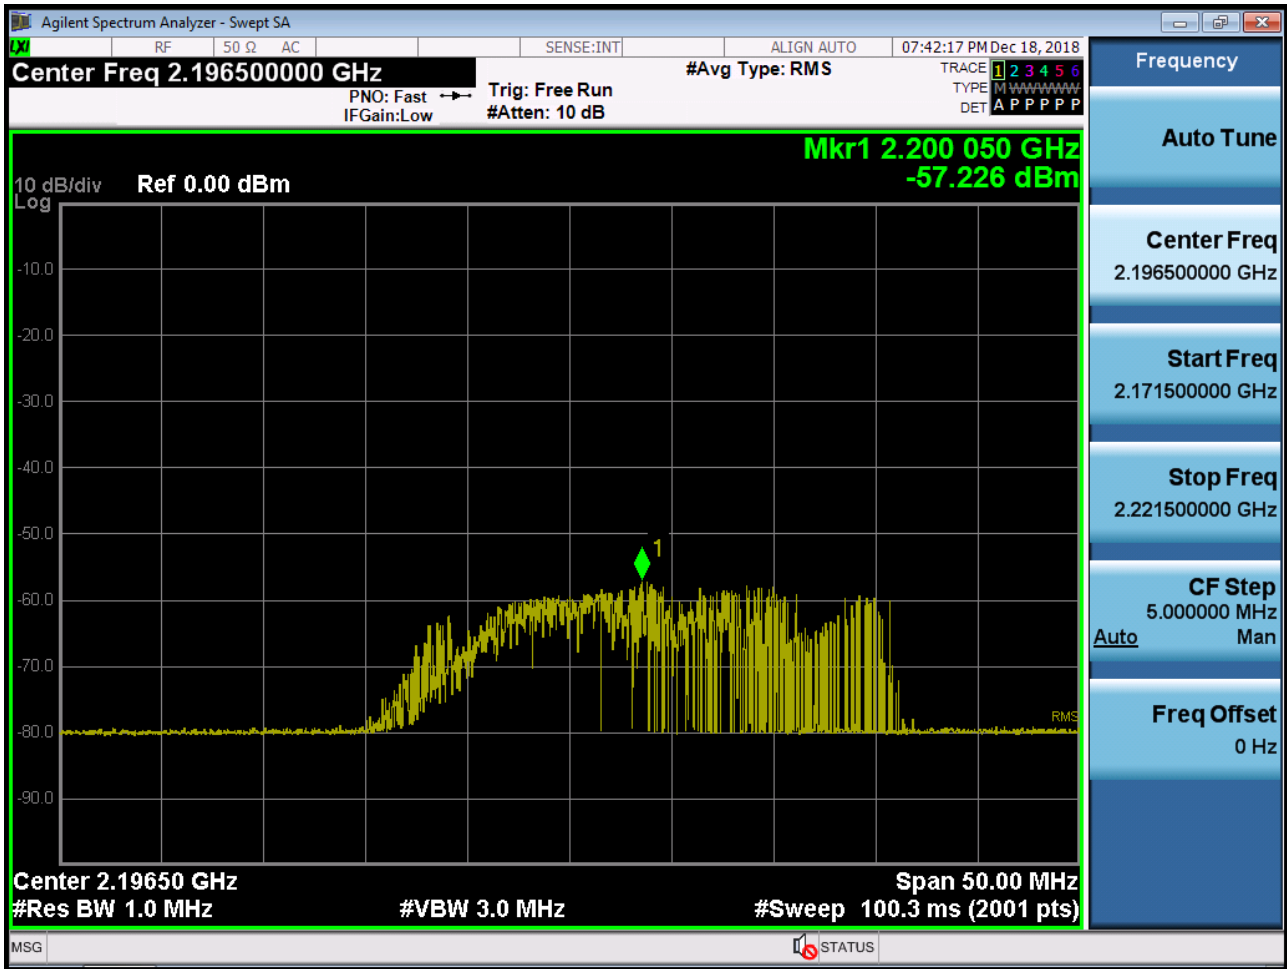 Agilent Spectrum Analyzer - Swept SA
LXI RF 50 Ω AC SENSE:INT ALIGN AUTO 07:42:17 PM Dec 18, 2018
Center Freq 2.196500000 GHz
PNO: Fast
IFGain:Low
Trig: Free Run
#Atten: 10 dB
#Avg Type: RMS
TRACE 1 2 3 4 5 6
TYPE M WWWWW
DET A P P P P P
Mkr1 2.200 050 GHz
-57.226 dBm
10 dB/div Ref 0.00 dBm
Log
-10.0
-20.0
-30.0
-40.0
-50.0
1
-60.0
-70.0
RMS
-80.0
-90.0
Center 2.19650 GHz Span 50.00 MHz
#Res BW 1.0 MHz #VBW 3.0 MHz #Sweep 100.3 ms (2001 pts)
MSG STATUS
Frequency
Auto Tune
Center Freq
2.196500000 GHz
Start Freq
2.171500000 GHz
Stop Freq
2.221500000 GHz
CF Step
5.000000 MHz
Auto Man
Freq Offset
0 Hz